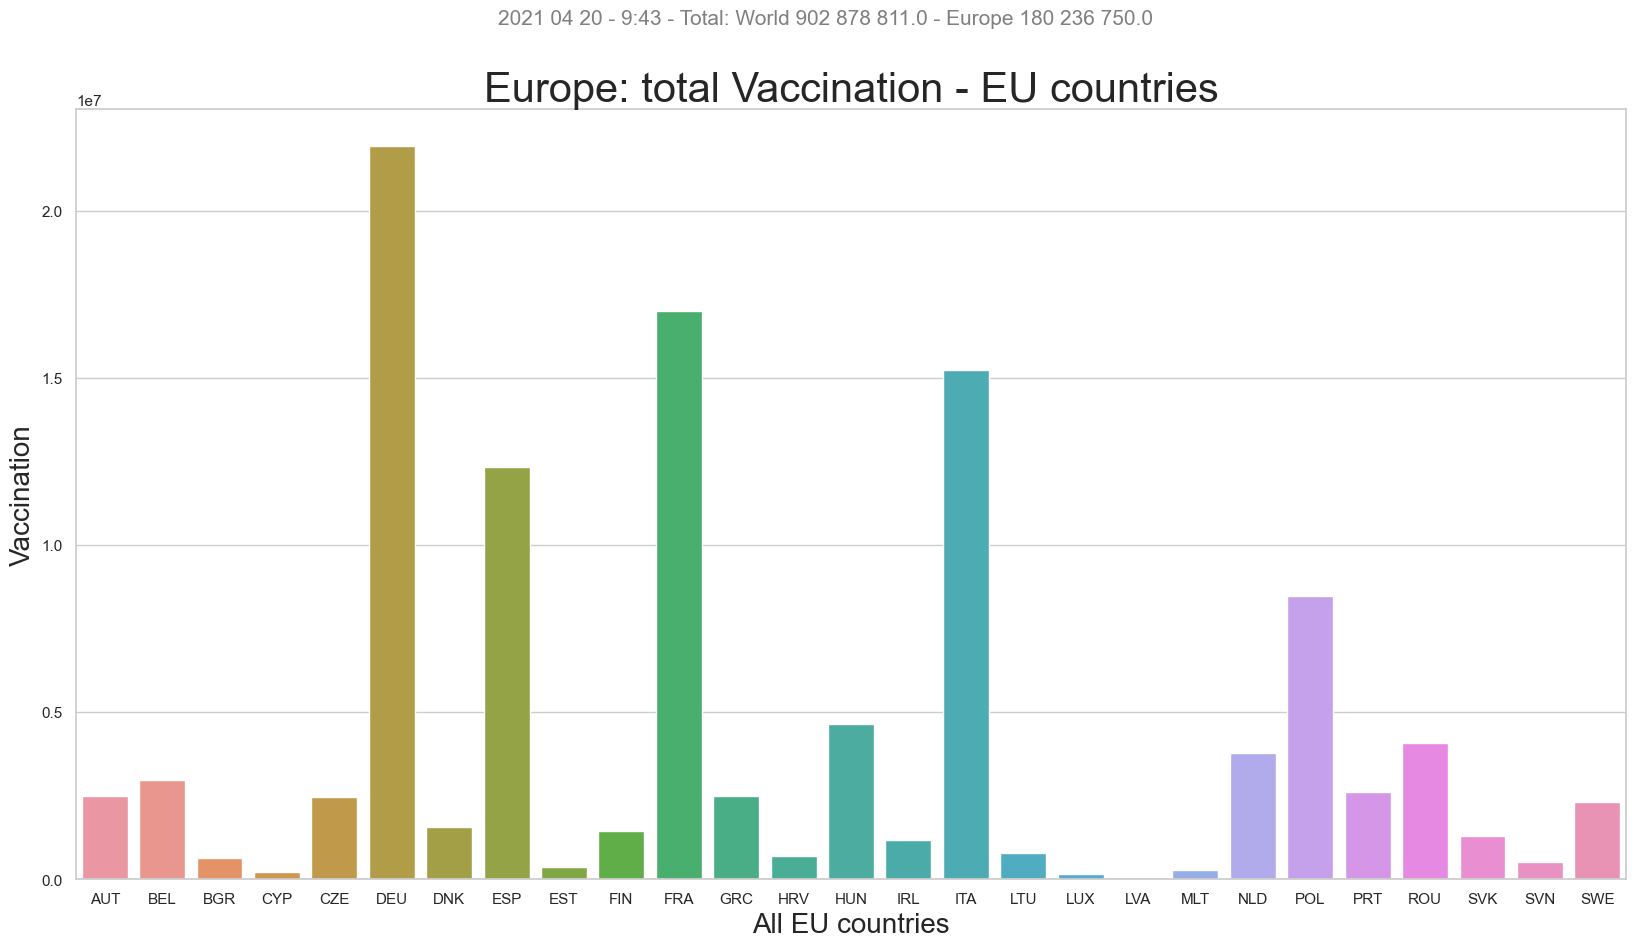 2021 04 20 - 9:43 - Total: World 902 878 811.0 - Europe 180 236 750.0
Europe: total Vaccination - EU countries
1e7
2.0
1.5
1.0
0.5
0.0
Vaccination
AUT BEL BGR CYP CZE DEU DNK ESP EST FIN FRA GRC HRV HUN IRL ITA LTU LUX LVA MLT NLD POL PRT ROU SVK SVN SWE
All EU countries